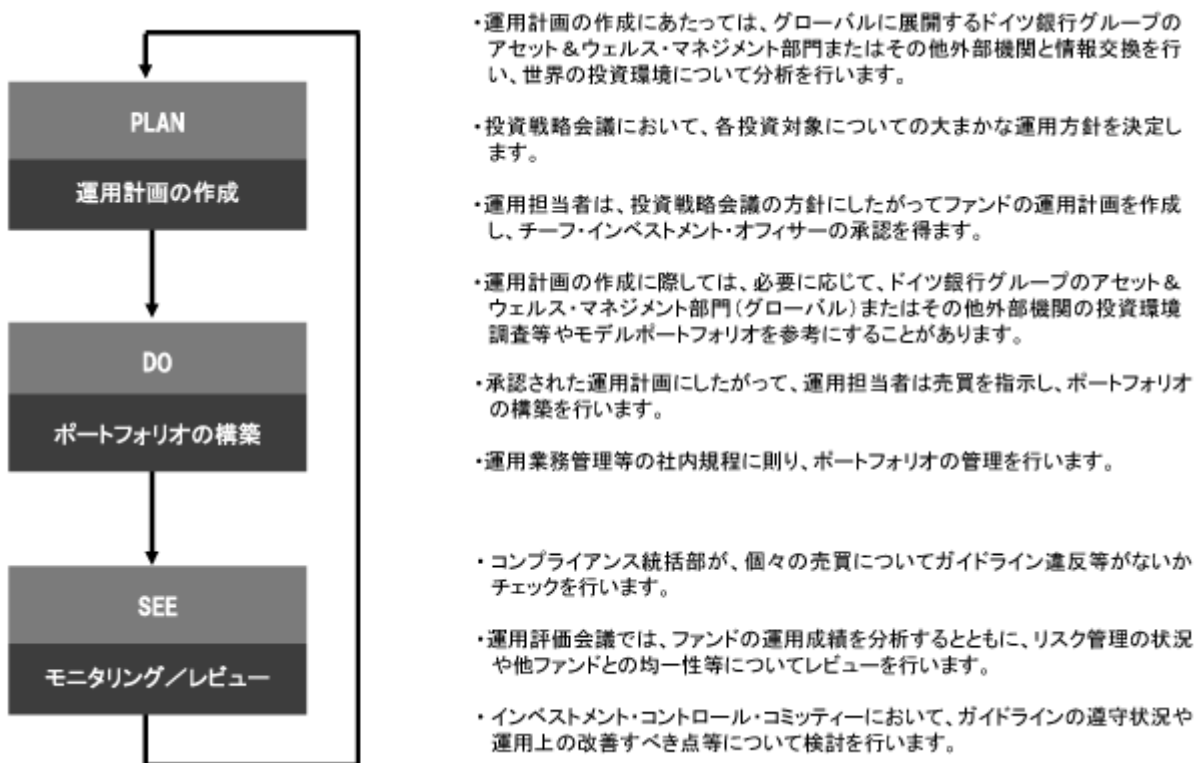 PLAN
運用計画の作成
DO
ポートフォリオの構築
SEE
モニタリング／レビュー
・運用計画の作成にあたっては、グローバルに展開するドイツ銀行グループの
アセット＆ウェルス・マネジメント部門またはその他外部機関と情報交換を行
い、世界の投資環境について分析を行います。
・投資戦略会議において、各投資対象についての大まかな運用方針を決定し
ます。
・運用担当者は、投資戦略会議の方針にしたがってファンドの運用計画を作成
し、チーフ・インベストメント・オフィサーの承認を得ます。
・運用計画の作成に際しては、必要に応じて、ドイツ銀行グループのアセット＆
ウェルス・マネジメント部門（グローバル）またはその他外部機関の投資環境
調査等やモデルポートフォリオを参考にすることがあります。
・承認された運用計画にしたがって、運用担当者は売買を指示し、ポートフォリオ
の構築を行います。
・運用業務管理等の社内規程に則り、ポートフォリオの管理を行います。
・コンプライアンス統括部が、個々の売買についてガイドライン違反等がないか
チェックを行います。
・運用評価会議では、ファンドの運用成績を分析するとともに、リスク管理の状況
や他ファンドとの均一性等についてレビューを行います。
・インベストメント・コントロール・コミッティーにおいて、ガイドラインの遵守状況や
運用上の改善すべき点等について検討を行います。